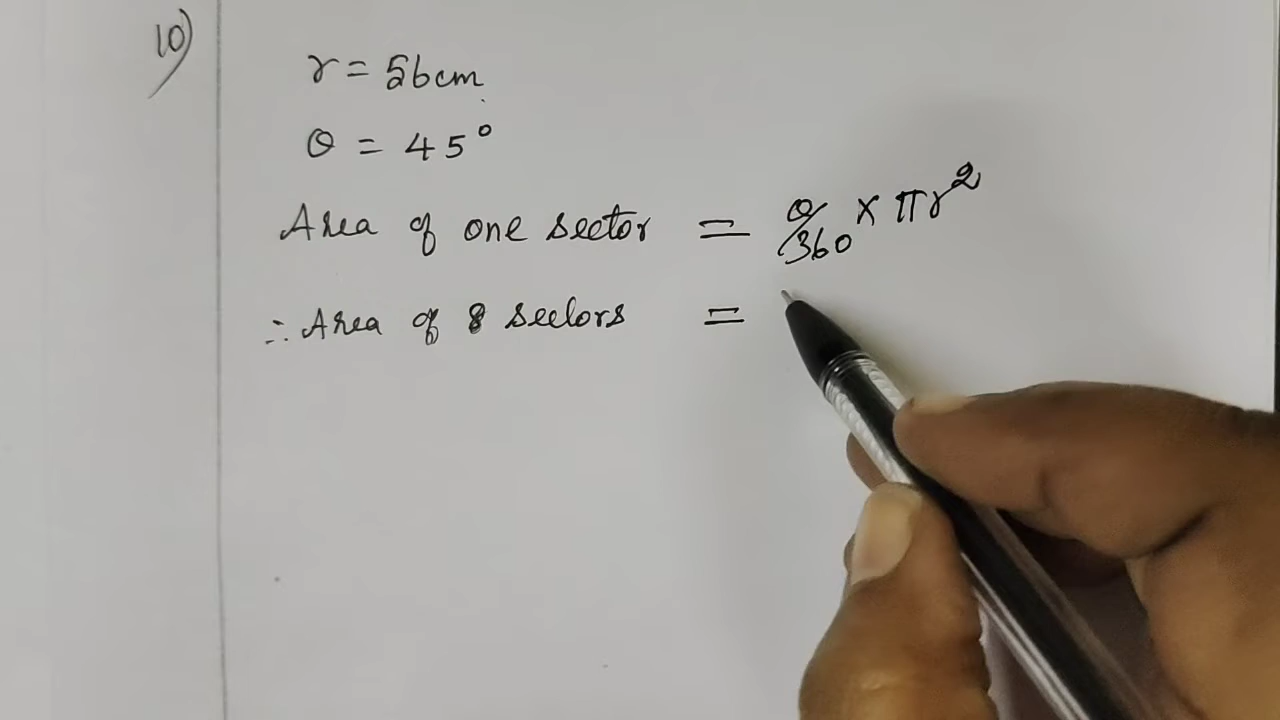 10)
r = 56cm
θ = 45°
Area of one sector = θ/360 × πr²
∴ Area of 8 sectors =